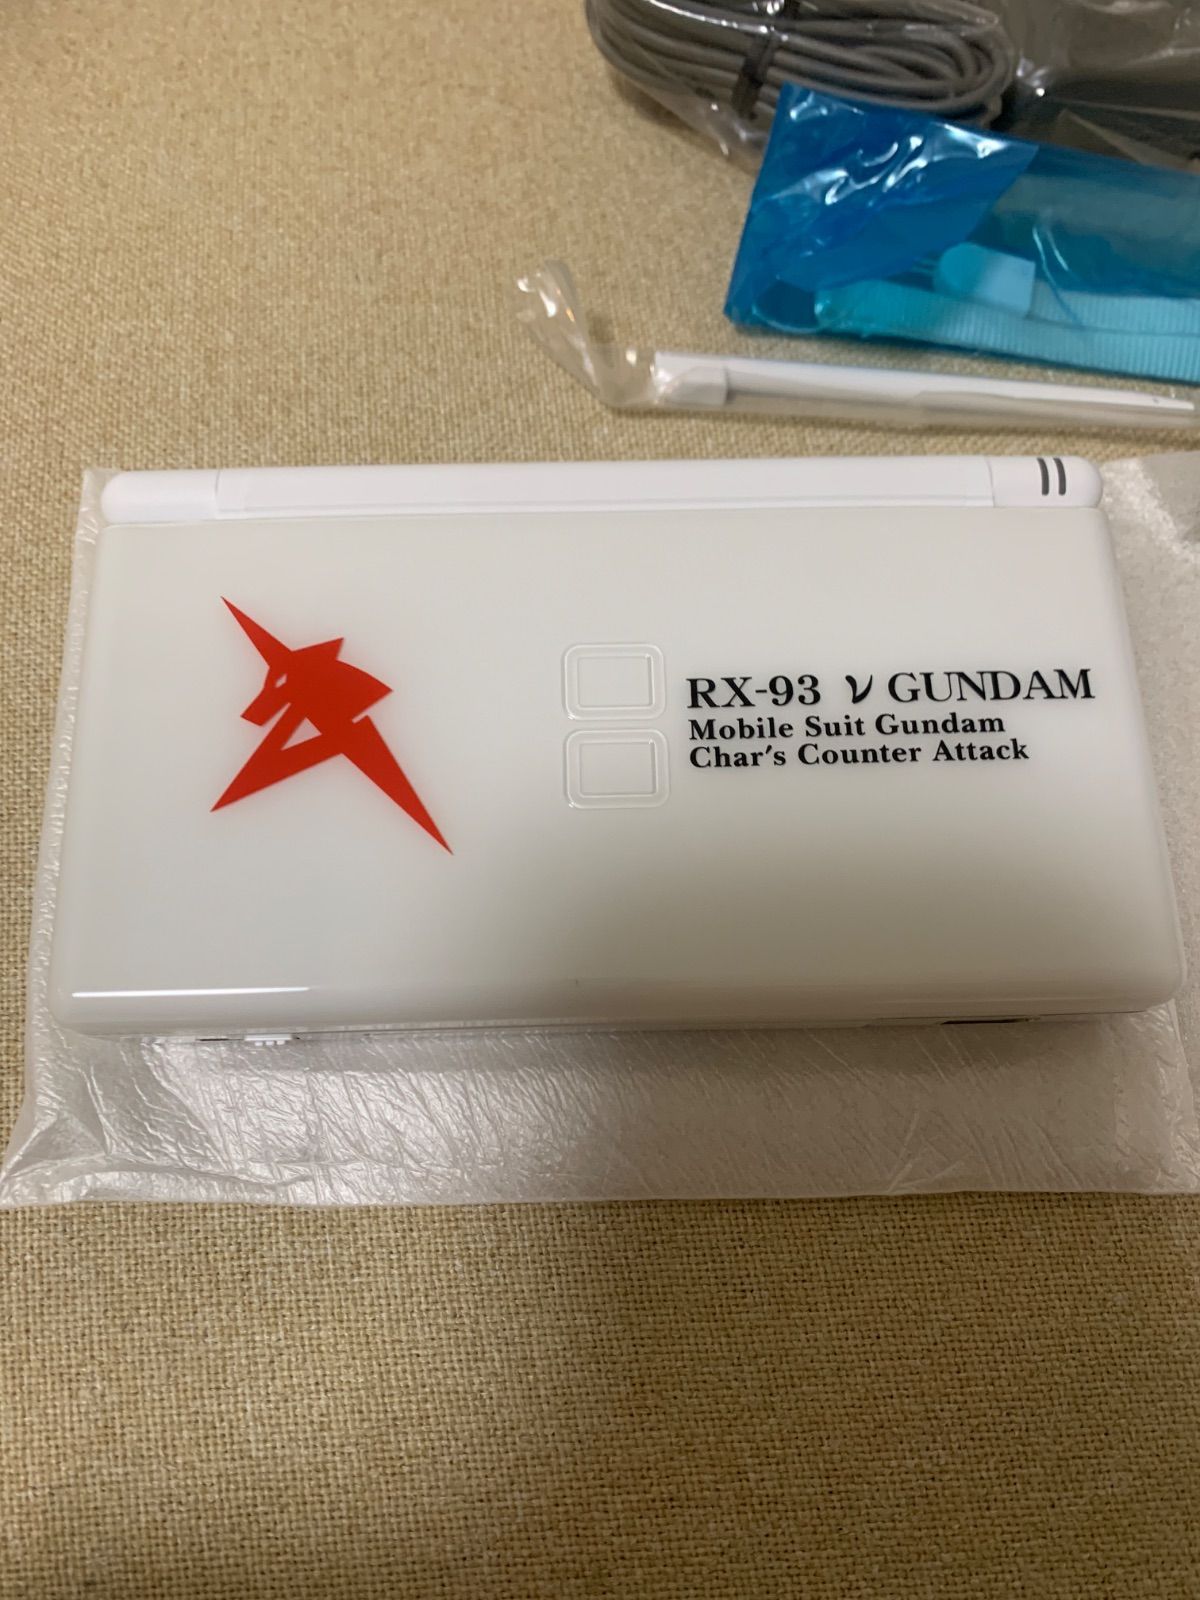 RX-93 ν GUNDAM
Mobile Suit Gundam
Char's Counter Attack